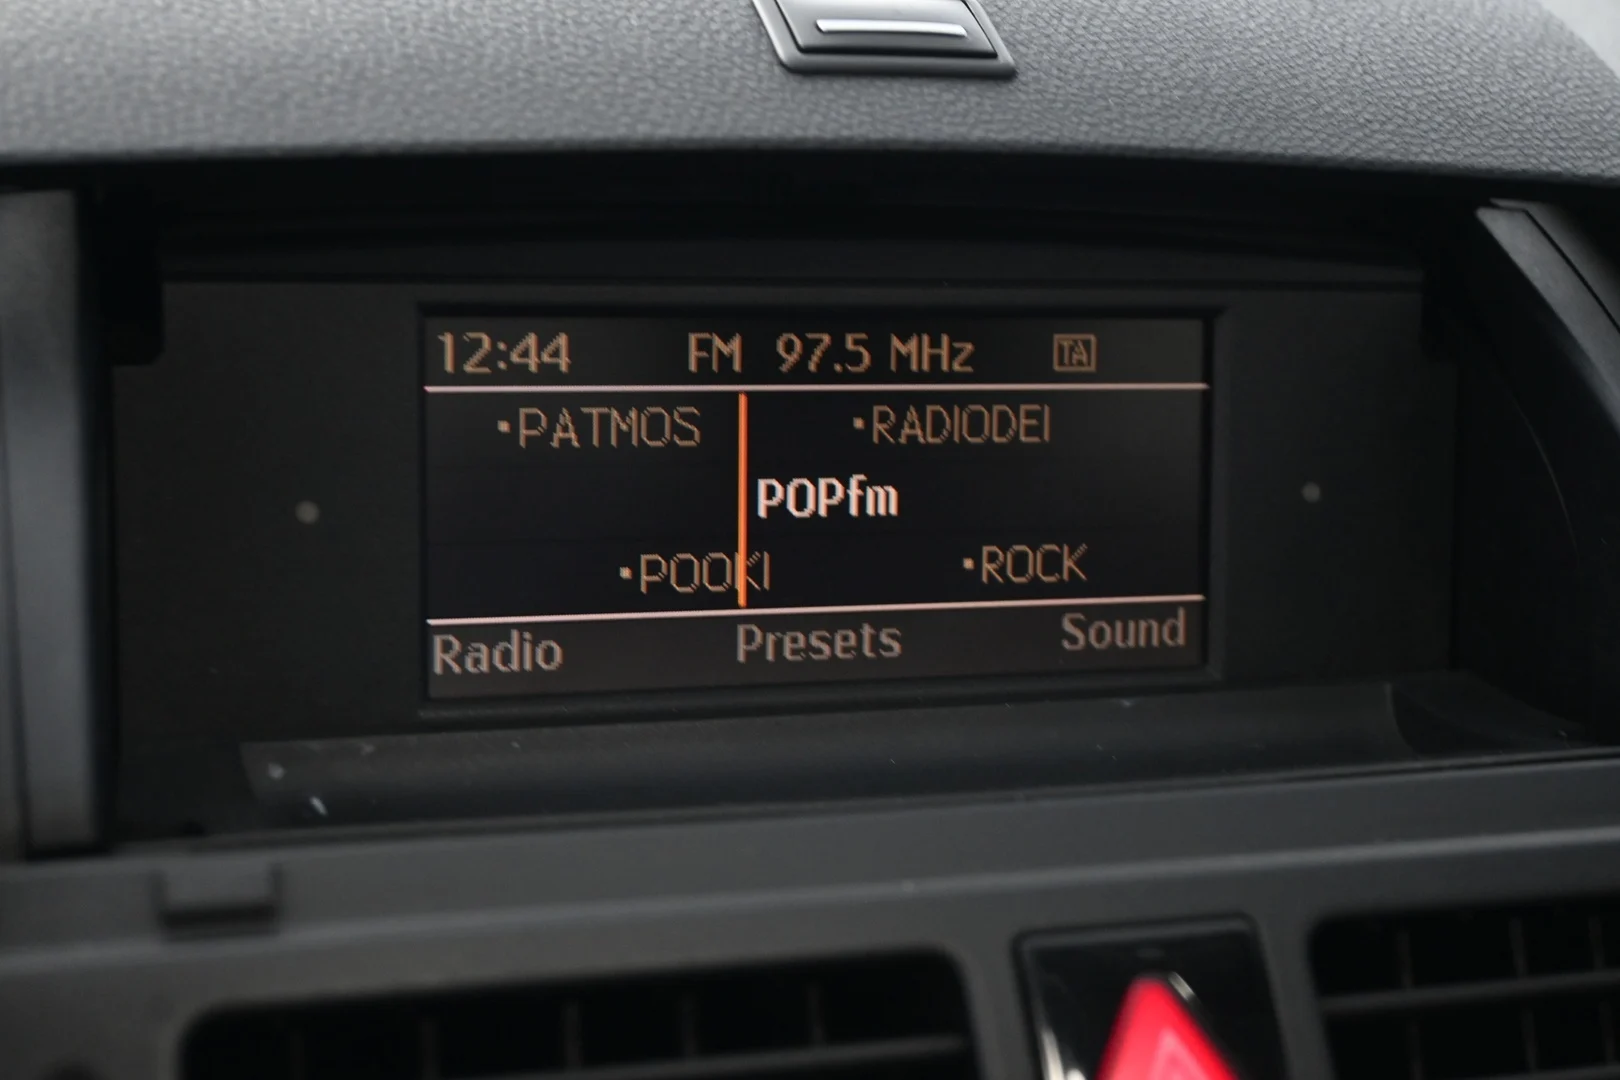 12:44 FM 97.5 MHz TA
·PATMOS ·RADIODEI
POPfm
·POOKI ·ROCK
Radio Presets Sound